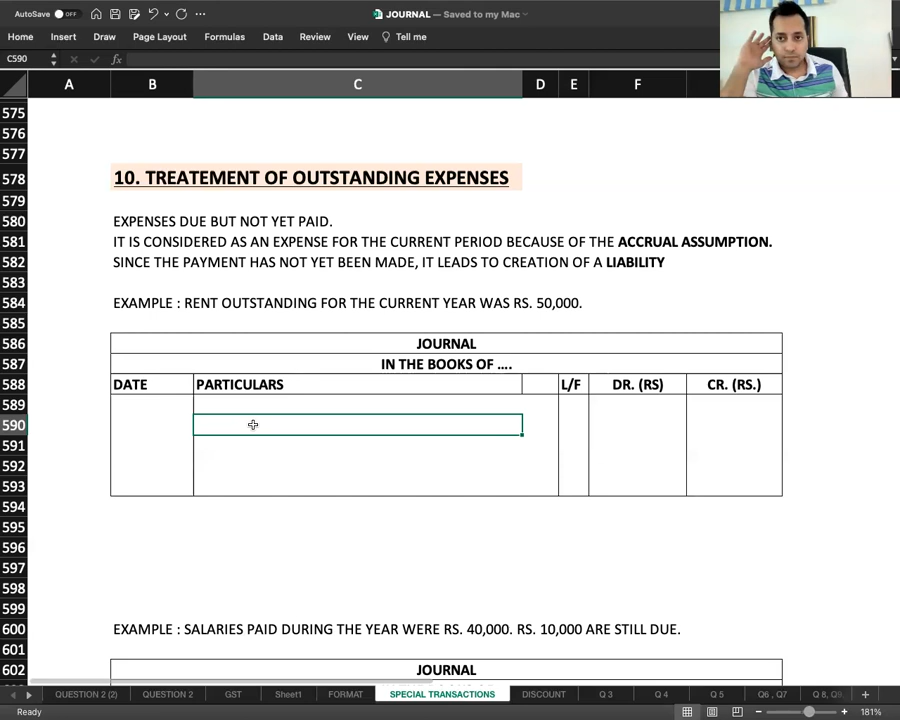 AutoSave OFF JOURNAL — Saved to my Mac
Home Insert Draw Page Layout Formulas Data Review View Tell me
C590 fx
A B C D E F
575
576
577
578 10. TREATEMENT OF OUTSTANDING EXPENSES
579
580 EXPENSES DUE BUT NOT YET PAID.
581 IT IS CONSIDERED AS AN EXPENSE FOR THE CURRENT PERIOD BECAUSE OF THE ACCRUAL ASSUMPTION.
582 SINCE THE PAYMENT HAS NOT YET BEEN MADE, IT LEADS TO CREATION OF A LIABILITY
583
584 EXAMPLE : RENT OUTSTANDING FOR THE CURRENT YEAR WAS RS. 50,000.
585
586 JOURNAL
587 IN THE BOOKS OF ....
588 DATE PARTICULARS L/F DR. (RS) CR. (RS.)
589
590
591
592
593
594
595
596
597
598
599
600 EXAMPLE : SALARIES PAID DURING THE YEAR WERE RS. 40,000. RS. 10,000 ARE STILL DUE.
601
602 JOURNAL
QUESTION 2 (2) QUESTION 2 GST Sheet1 FORMAT SPECIAL TRANSACTIONS DISCOUNT Q 3 Q 4 Q 5 Q6 , Q7 Q 8, Q9
Ready 181%